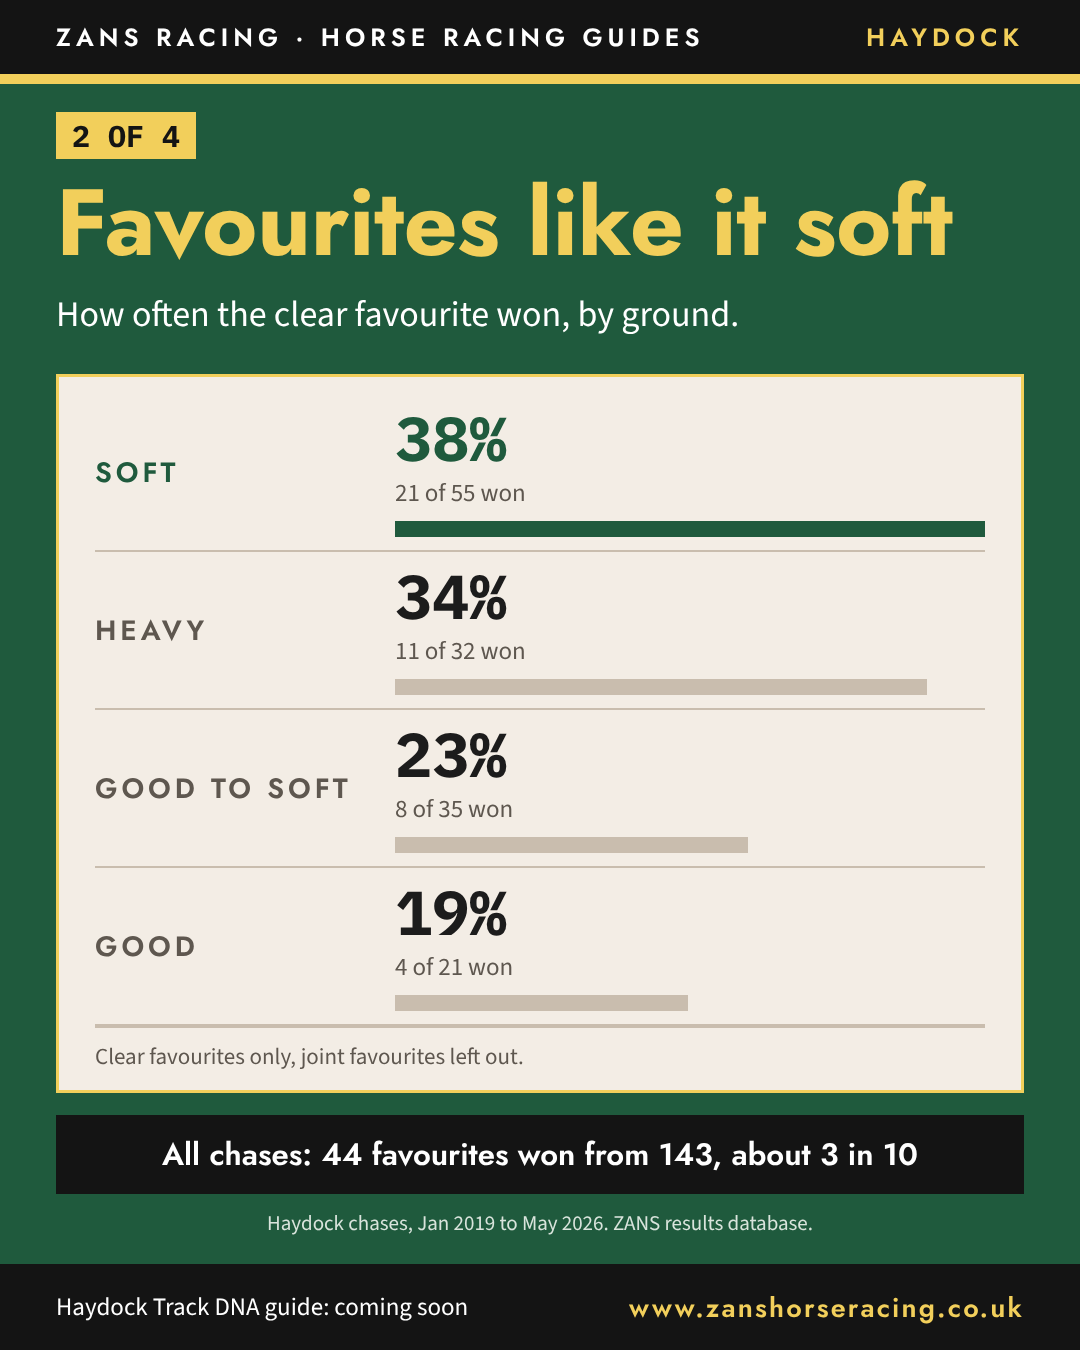 ZANS RACING · HORSE RACING GUIDES
HAYDOCK
2 OF 4
Favourites like it soft
How often the clear favourite won, by ground.
SOFT
38%
21 of 55 won
HEAVY
34%
11 of 32 won
GOOD TO SOFT
23%
8 of 35 won
GOOD
19%
4 of 21 won
Clear favourites only, joint favourites left out.
All chases: 44 favourites won from 143, about 3 in 10
Haydock chases, Jan 2019 to May 2026. ZANS results database.
Haydock Track DNA guide: coming soon
www.zanshorseracing.co.uk